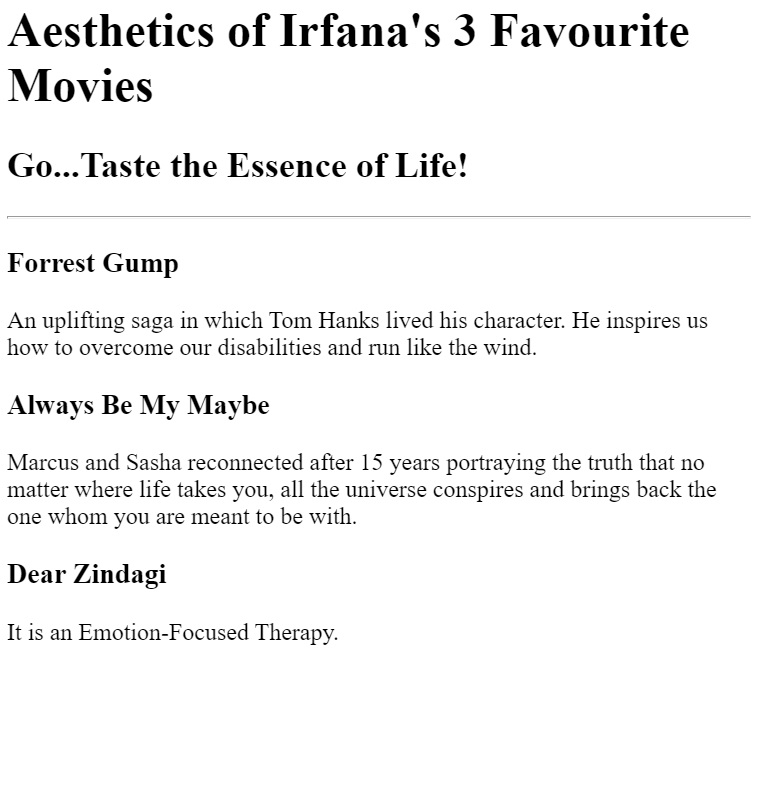 Aesthetics of Irfana's 3 Favourite
Movies
Go...Taste the Essence of Life!
Forrest Gump
An uplifting saga in which Tom Hanks lived his character. He inspires us
how to overcome our disabilities and run like the wind.
Always Be My Maybe
Marcus and Sasha reconnected after 15 years portraying the truth that no
matter where life takes you, all the universe conspires and brings back the
one whom you are meant to be with.
Dear Zindagi
It is an Emotion-Focused Therapy.